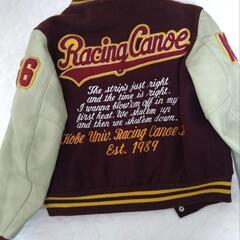 Racing Canoe
6
The strip's just right
and the time is right.
I wanna blow'em off in my
first heat. We shut'em up
and then we shut'em down.
Kobe Univ. Racing Canoe.
Est. 1989